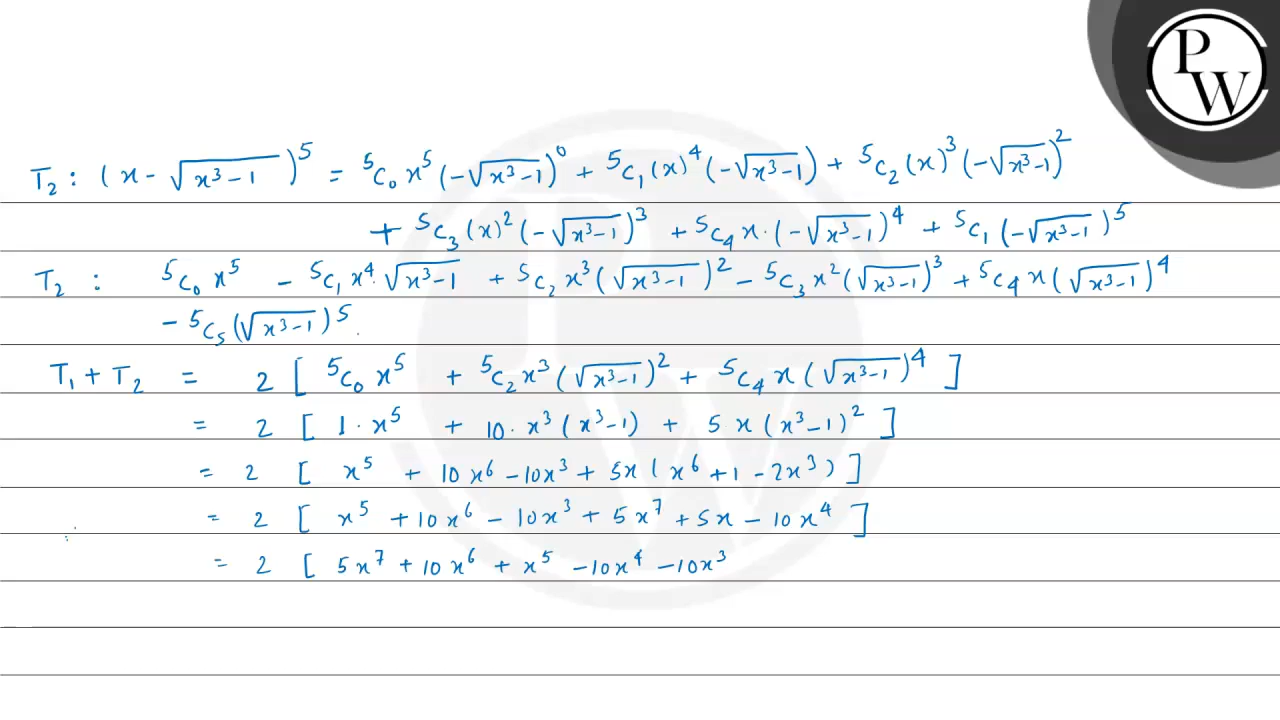 PW
T₂ : (x - √(x³-1))⁵ = ⁵C₀ x⁵ (-√(x³-1))⁰ + ⁵C₁ (x)⁴ (-√(x³-1)) + ⁵C₂ (x)³ (-√(x³-1))²
+ ⁵C₃ (x)² (-√(x³-1))³ + ⁵C₄ x · (-√(x³-1))⁴ + ⁵C₁ (-√(x³-1))⁵
T₂ : ⁵C₀ x⁵ - ⁵C₁ x⁴ · √(x³-1) + ⁵C₂ x³ (√(x³-1))² - ⁵C₃ x² (√(x³-1))³ + ⁵C₄ x (√(x³-1))⁴
- ⁵C₅ (√(x³-1))⁵ .
T₁ + T₂ = 2 [ ⁵C₀ x⁵ + ⁵C₂ x³ (√(x³-1))² + ⁵C₄ x (√(x³-1))⁴ ]
= 2 [ 1 · x⁵ + 10 · x³ (x³-1) + 5 x (x³-1)² ]
= 2 [ x⁵ + 10x⁶ - 10x³ + 5x ( x⁶ + 1 - 2x³ ) ]
= 2 [ x⁵ + 10x⁶ - 10x³ + 5x⁷ + 5x - 10x⁴ ]
= 2 [ 5x⁷ + 10x⁶ + x⁵ - 10x⁴ - 10x³